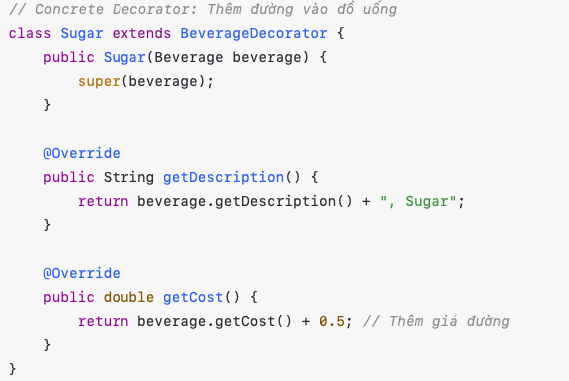 // Concrete Decorator: Thêm đường vào đồ uống
class Sugar extends BeverageDecorator {
    public Sugar(Beverage beverage) {
        super(beverage);
    }

    @Override
    public String getDescription() {
        return beverage.getDescription() + ", Sugar";
    }

    @Override
    public double getCost() {
        return beverage.getCost() + 0.5; // Thêm giá đường
    }
}